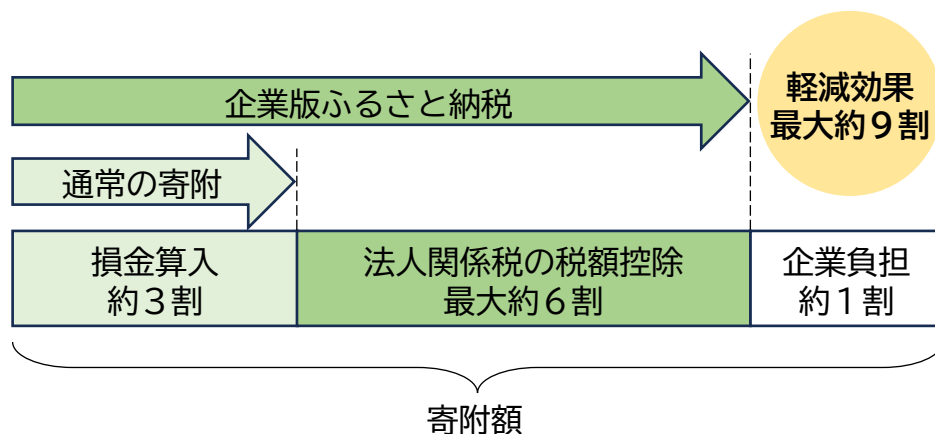 企業版ふるさと納税
軽減効果
最大約９割
通常の寄附
損金算入
約３割
法人関係税の税額控除
最大約６割
企業負担
約１割
寄附額